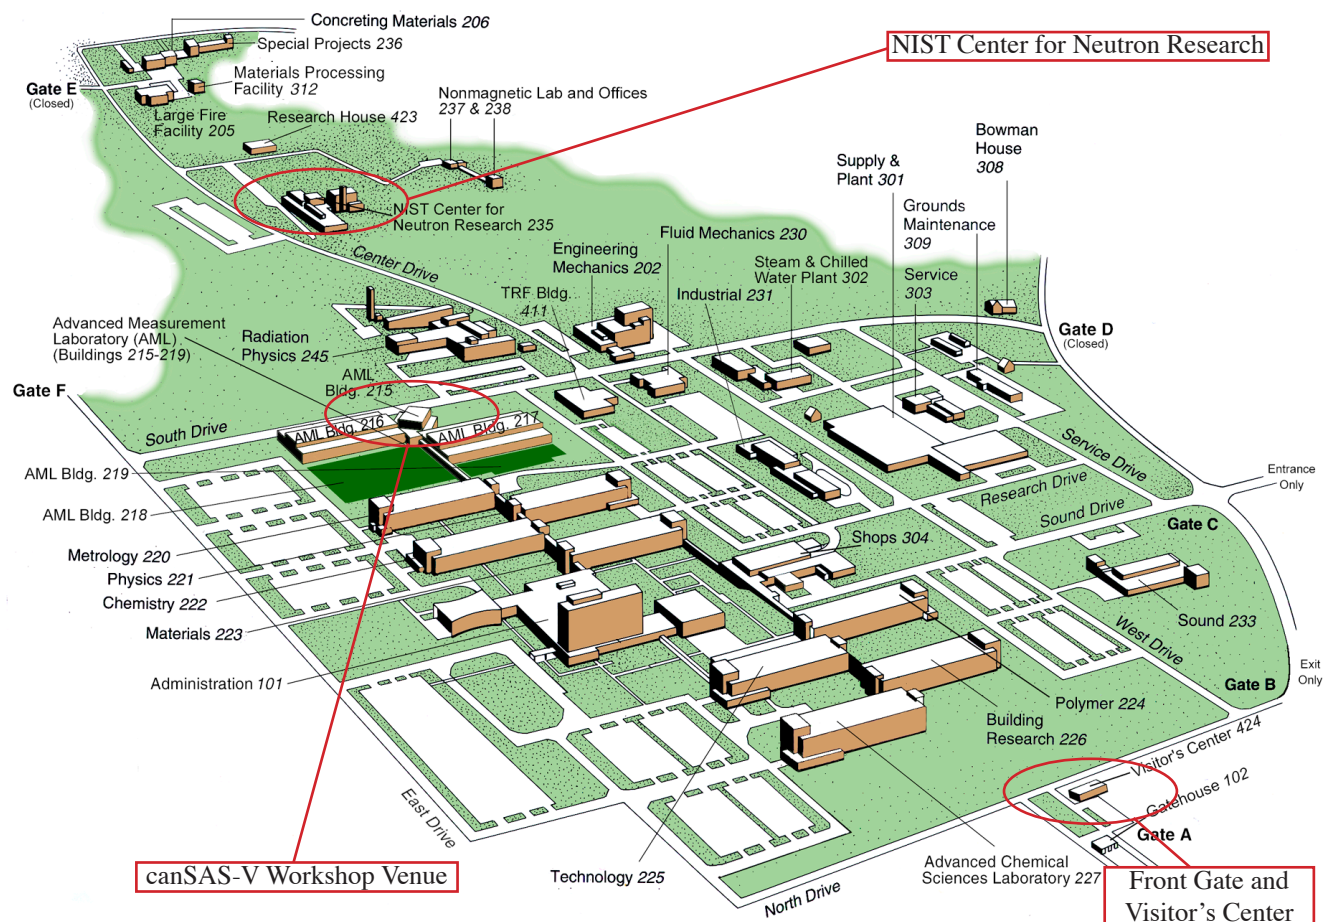 Concreting Materials 206
Special Projects 236
NIST Center for Neutron Research
Materials Processing
Facility 312
Gate E
(Closed)
Large Fire
Facility 205
Research House 423
Nonmagnetic Lab and Offices
237 & 238
Bowman
House
308
Supply &
Plant 301
Grounds
Maintenance
309
NIST Center for
Neutron Research 235
Center Drive
Engineering
Mechanics 202
Fluid Mechanics 230
Steam & Chilled
Water Plant 302
Service
303
TRF Bldg.
411
Industrial 231
Advanced Measurement
Laboratory (AML)
(Buildings 215-219)
Radiation
Physics 245
Gate D
(Closed)
AML
Bldg. 215
Gate F
South Drive
AML Bldg. 216
AML Bldg. 217
AML Bldg. 219
AML Bldg. 218
Service Drive
Research Drive
Sound Drive
Entrance
Only
Gate C
Metrology 220
Physics 221
Chemistry 222
Materials 223
Shops 304
Sound 233
West Drive
Administration 101
Exit
Only
Gate B
Polymer 224
Building
Research 226
Visitor's Center 424
Gatehouse 102
Gate A
East Drive
canSAS-V Workshop Venue
Technology 225
Advanced Chemical
Sciences Laboratory 227
North Drive
Front Gate and
Visitor's Center